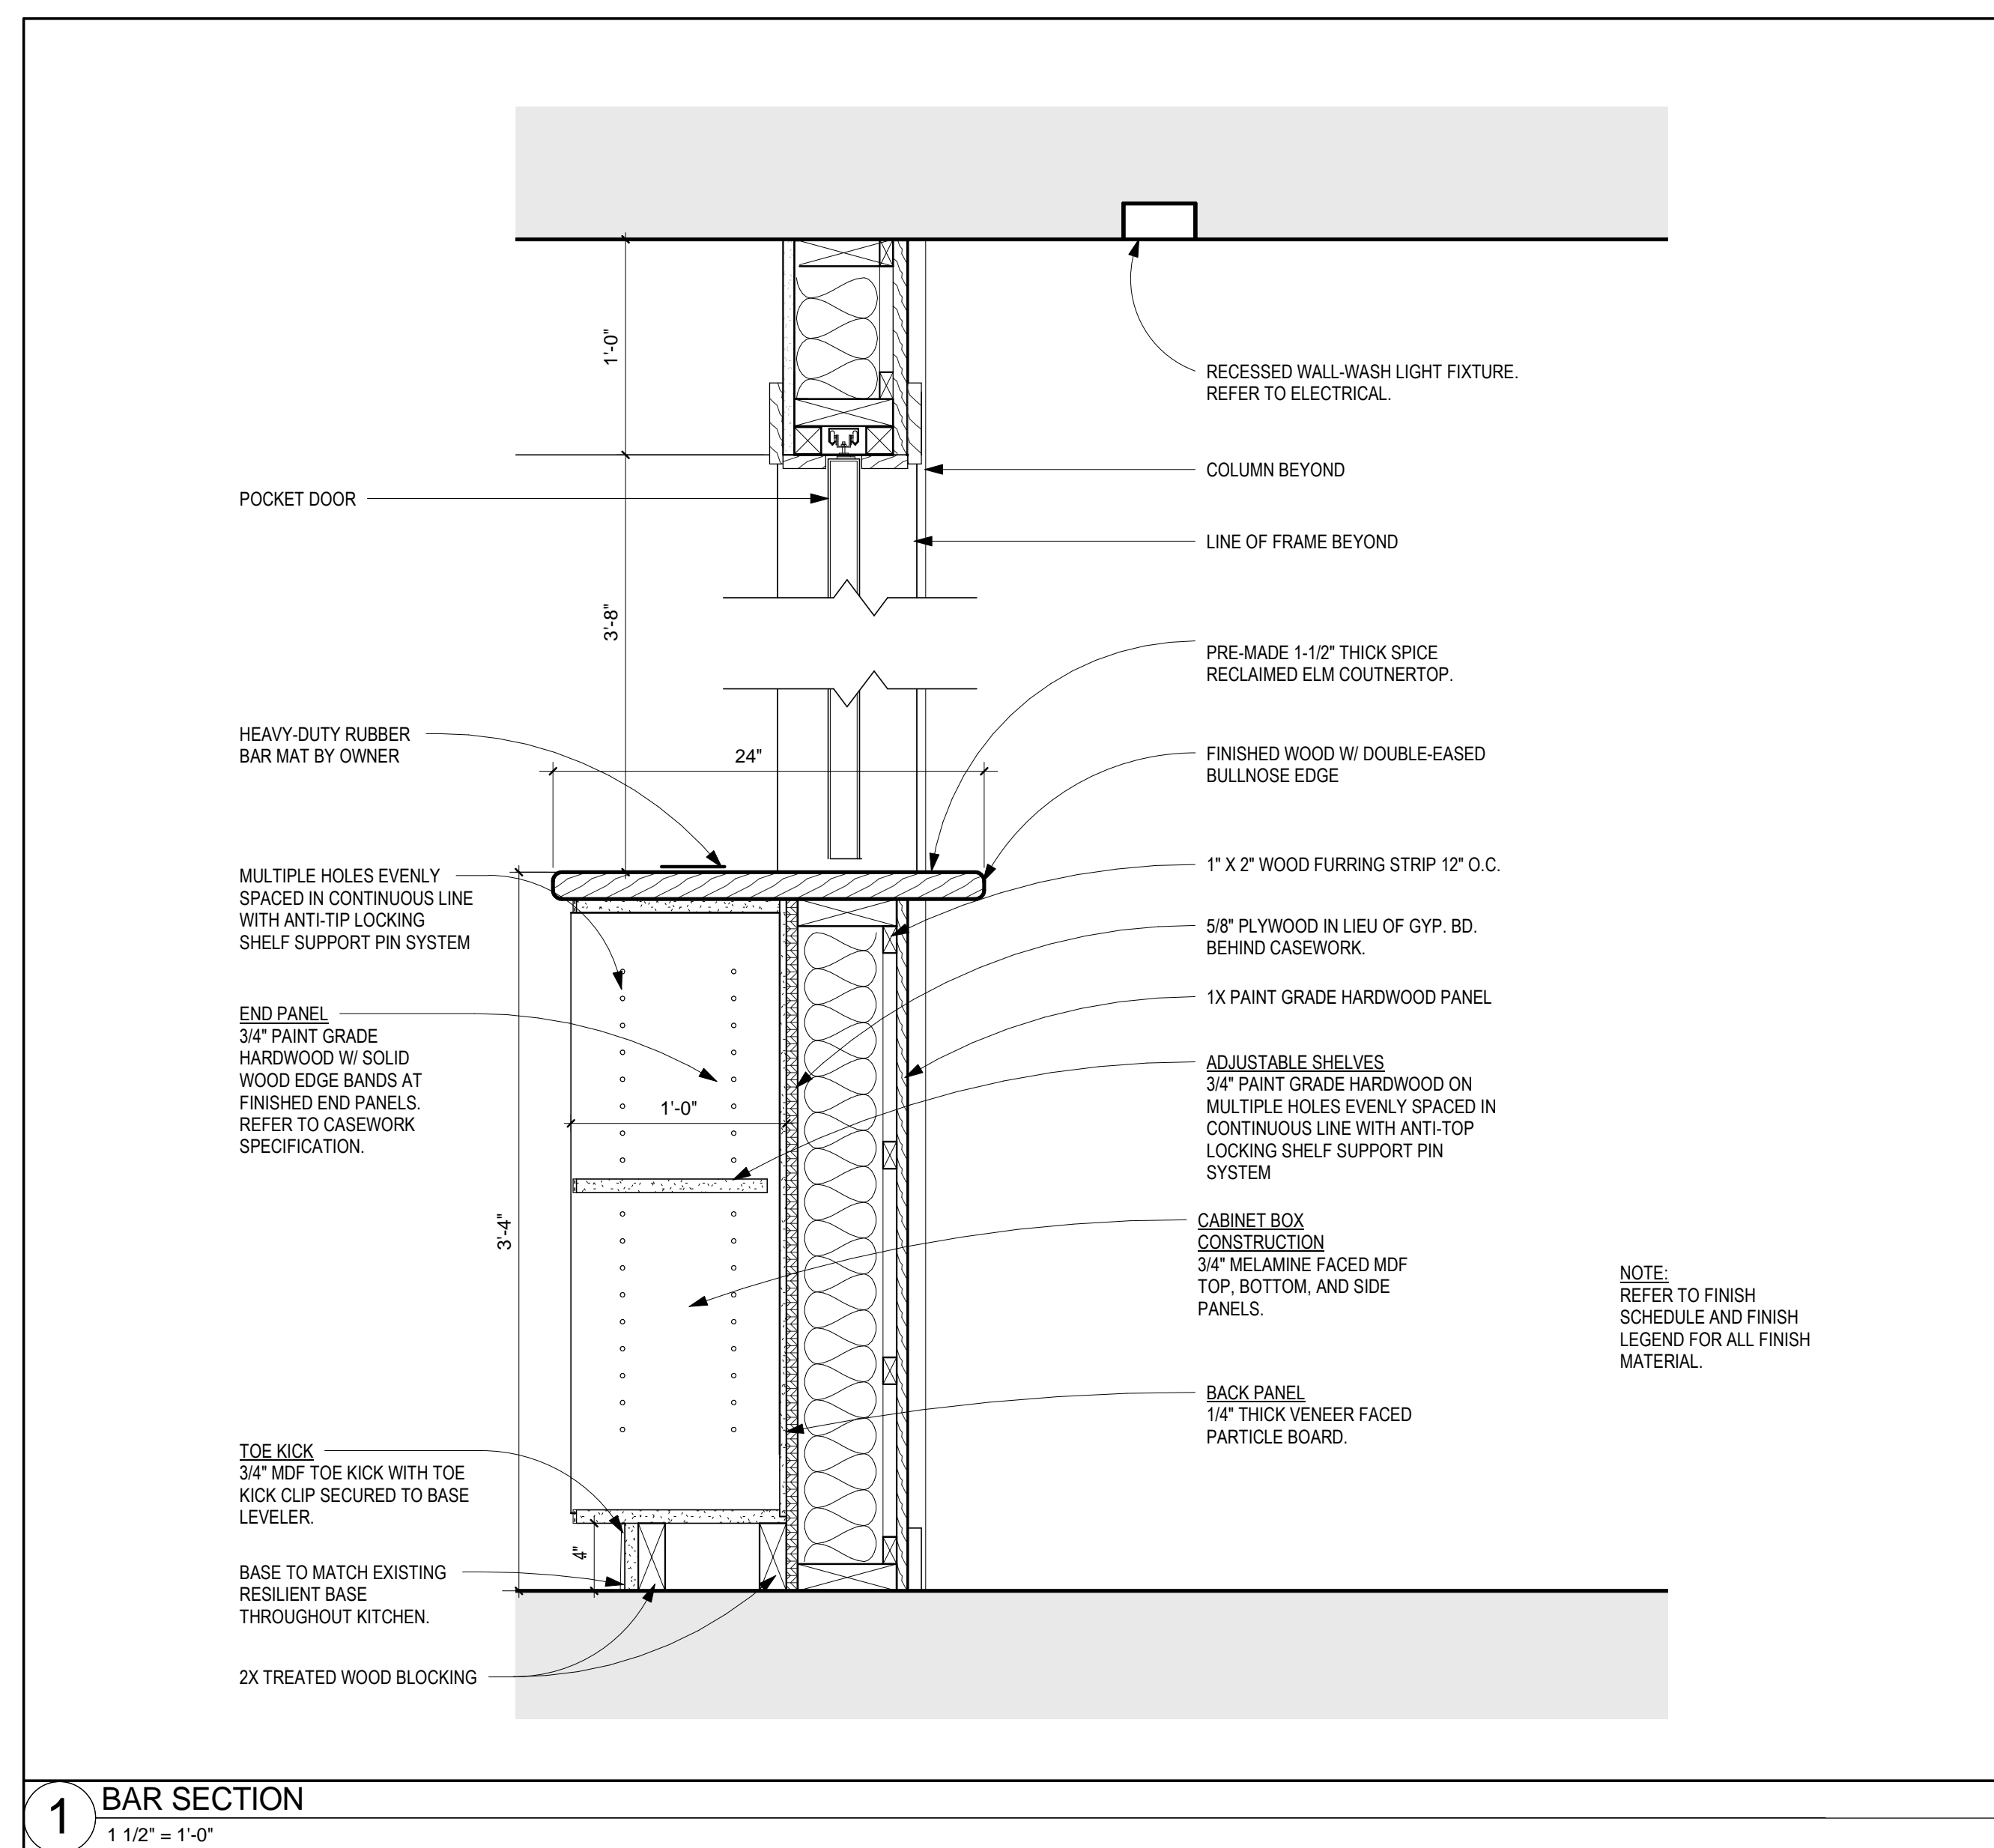 1'-0"
RECESSED WALL-WASH LIGHT FIXTURE.
REFER TO ELECTRICAL.
COLUMN BEYOND
POCKET DOOR
LINE OF FRAME BEYOND
3'-8"
PRE-MADE 1-1/2" THICK SPICE
RECLAIMED ELM COUTNERTOP.
HEAVY-DUTY RUBBER
BAR MAT BY OWNER
24"
FINISHED WOOD W/ DOUBLE-EASED
BULLNOSE EDGE
MULTIPLE HOLES EVENLY
SPACED IN CONTINUOUS LINE
WITH ANTI-TIP LOCKING
SHELF SUPPORT PIN SYSTEM
1" X 2" WOOD FURRING STRIP 12" O.C.
5/8" PLYWOOD IN LIEU OF GYP. BD.
BEHIND CASEWORK.
1X PAINT GRADE HARDWOOD PANEL
END PANEL
3/4" PAINT GRADE
HARDWOOD W/ SOLID
WOOD EDGE BANDS AT
FINISHED END PANELS.
REFER TO CASEWORK
SPECIFICATION.
1'-0"
ADJUSTABLE SHELVES
3/4" PAINT GRADE HARDWOOD ON
MULTIPLE HOLES EVENLY SPACED IN
CONTINUOUS LINE WITH ANTI-TOP
LOCKING SHELF SUPPORT PIN
SYSTEM
3'-4"
CABINET BOX
CONSTRUCTION
3/4" MELAMINE FACED MDF
TOP, BOTTOM, AND SIDE
PANELS.
NOTE:
REFER TO FINISH
SCHEDULE AND FINISH
LEGEND FOR ALL FINISH
MATERIAL.
BACK PANEL
1/4" THICK VENEER FACED
PARTICLE BOARD.
TOE KICK
3/4" MDF TOE KICK WITH TOE
KICK CLIP SECURED TO BASE
LEVELER.
4"
BASE TO MATCH EXISTING
RESILIENT BASE
THROUGHOUT KITCHEN.
2X TREATED WOOD BLOCKING
1
BAR SECTION
1 1/2" = 1'-0"